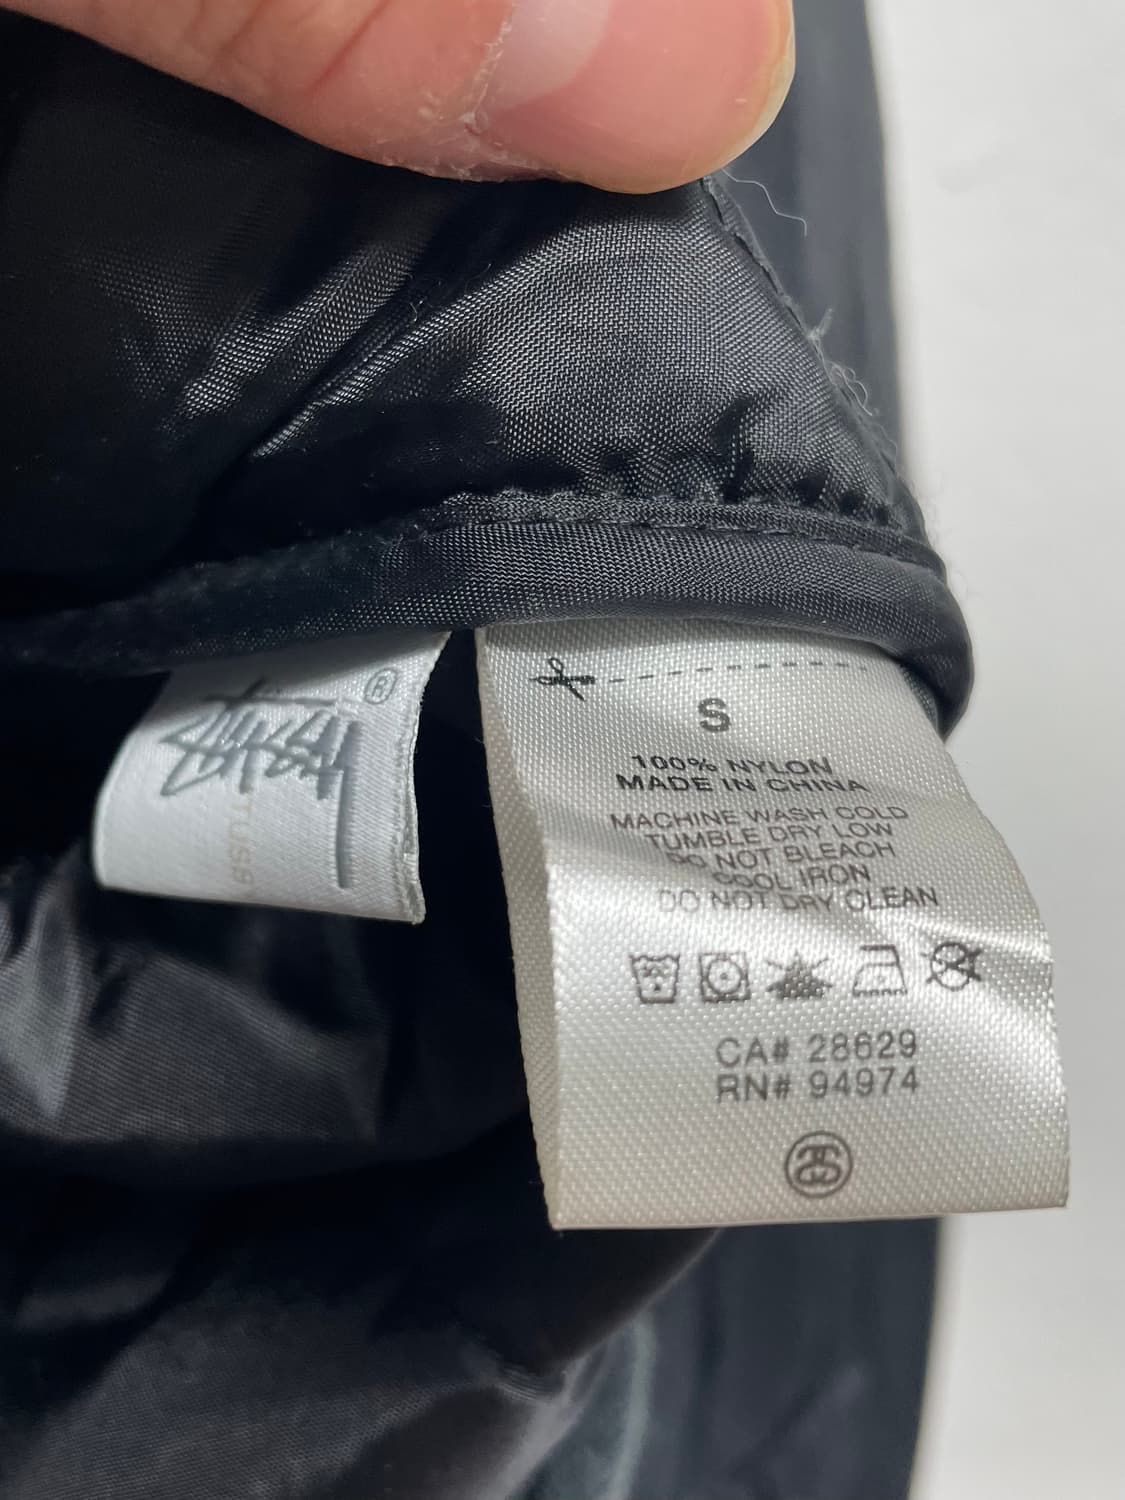 Stüssy ®
S
100% NYLON
MADE IN CHINA
MACHINE WASH COLD
TUMBLE DRY LOW
DO NOT BLEACH
COOL IRON
DO NOT DRY CLEAN
CA# 28629
RN# 94974